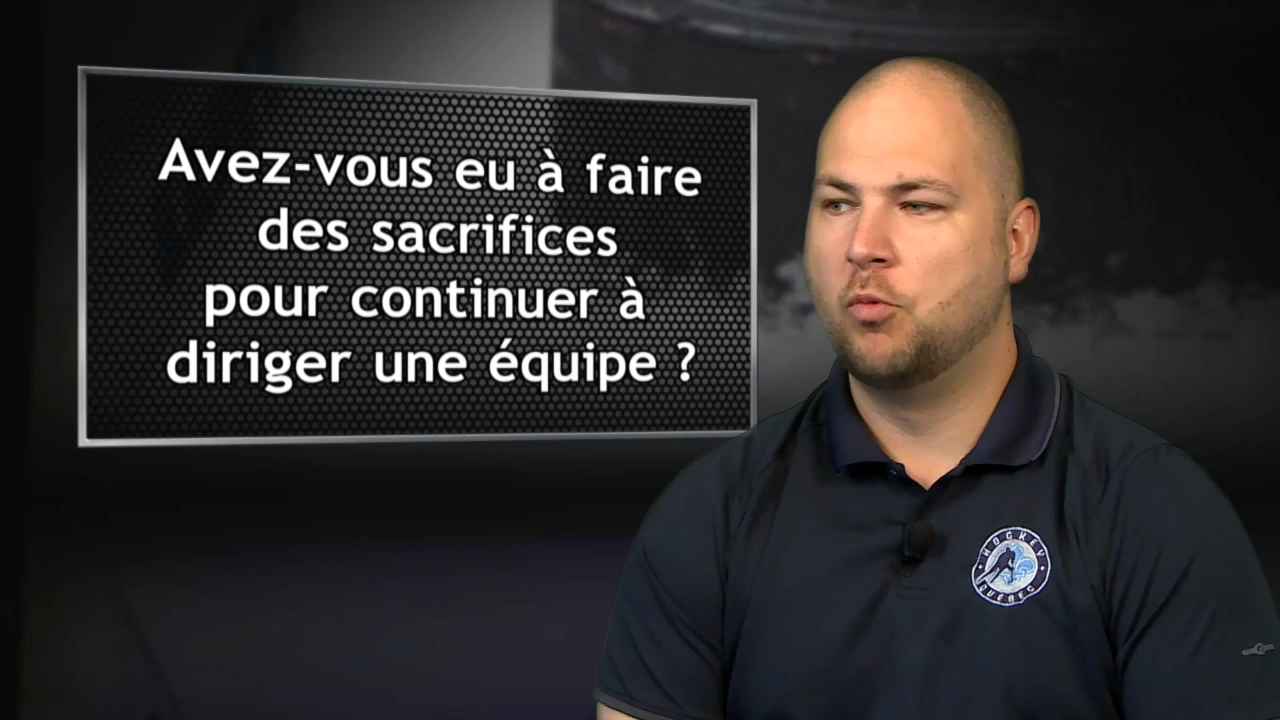 Avez-vous eu à faire
des sacrifices
pour continuer à
diriger une équipe ?
HOCKEY
QUÉBEC